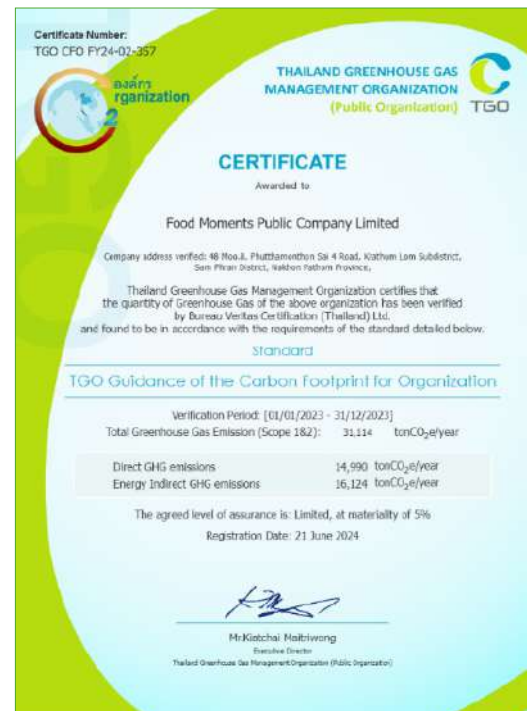 Certificate Number:
TGO CFO FY24-02-357
องค์กร
rganization
2
THAILAND GREENHOUSE GAS
MANAGEMENT ORGANIZATION
(Public Organization)
TGO
CERTIFICATE
Awarded to
Food Moments Public Company Limited
Company address verified: 48 Moo.8, Phutthamonthon Sai 4 Road, Krathum Lom Subdistrict,
Sam Phran District, Nakhon Pathom Province,
Thailand Greenhouse Gas Management Organization certifies that
the quantity of Greenhouse Gas of the above organization has been verified
by Bureau Veritas Certification (Thailand) Ltd.
and found to be in accordance with the requirements of the standard detailed below.
Standard
TGO Guidance of the Carbon Footprint for Organization
Verification Period: [01/01/2023 - 31/12/2023]
Total Greenhouse Gas Emission (Scope 1&2): 31,114 tonCO₂e/year
Direct GHG emissions 14,990 tonCO₂e/year
Energy Indirect GHG emissions 16,124 tonCO₂e/year
The agreed level of assurance is: Limited, at materiality of 5%
Registration Date: 21 June 2024
Mr.Kiatchai Maitriwong
Executive Director
Thailand Greenhouse Gas Management Organization (Public Organization)